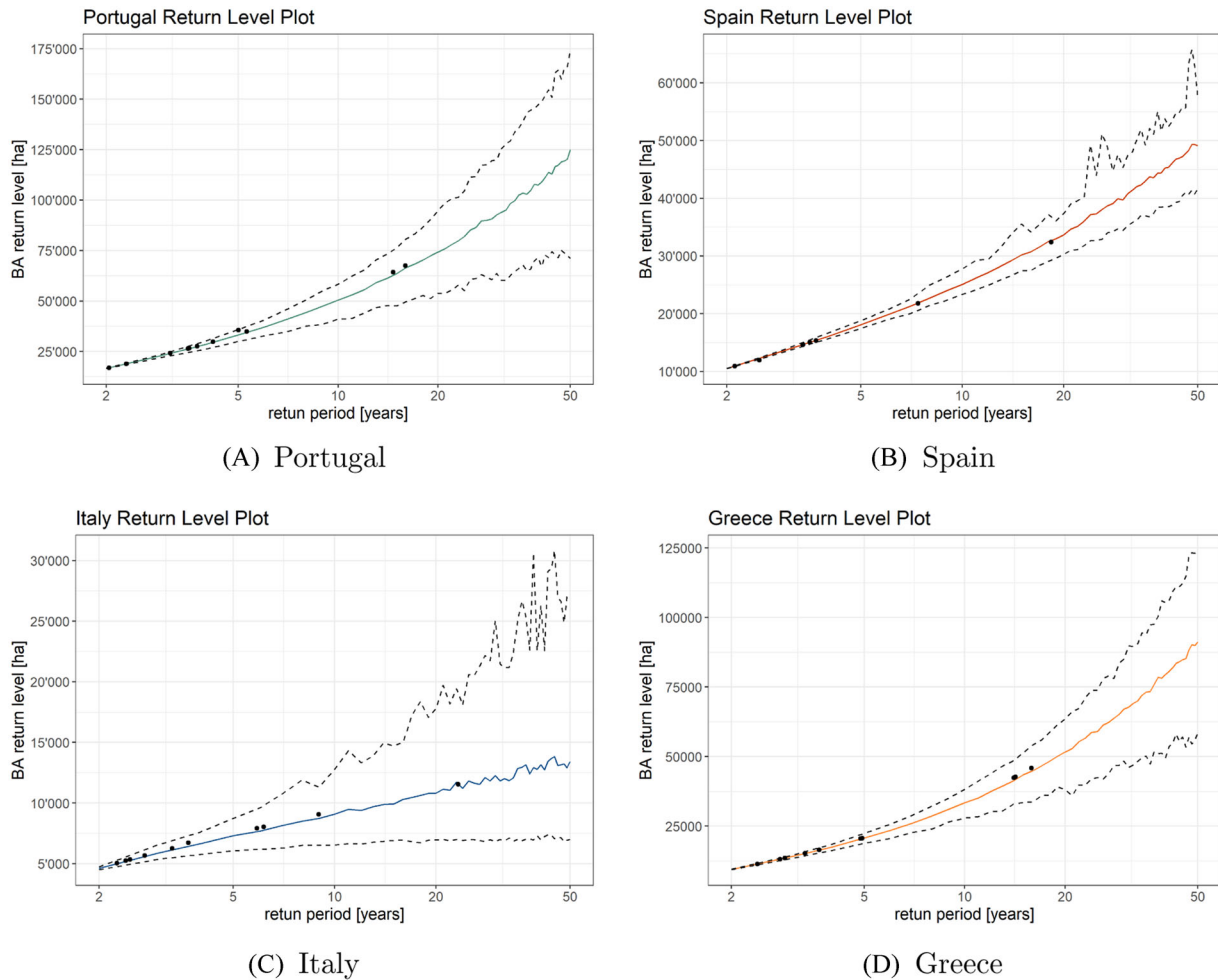 Portugal Return Level Plot
175'000
150'000
125'000
100'000
75'000
50'000
25'000
BA return level [ha]
2 5 10 20 50
retun period [years]
(A) Portugal
Spain Return Level Plot
60'000
50'000
40'000
30'000
20'000
10'000
BA return level [ha]
2 5 10 20 50
retun period [years]
(B) Spain
Italy Return Level Plot
30'000
25'000
20'000
15'000
10'000
5'000
BA return level [ha]
2 5 10 20 50
retun period [years]
(C) Italy
Greece Return Level Plot
125000
100000
75000
50000
25000
BA return level [ha]
2 5 10 20 50
retun period [years]
(D) Greece